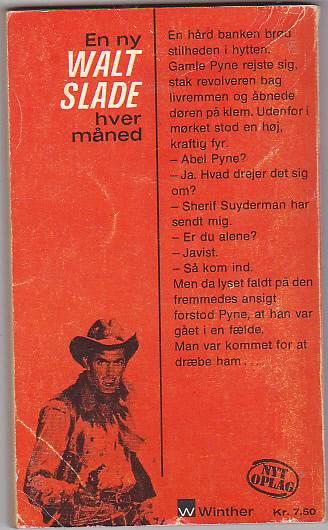 En ny
WALT
SLADE
hver
måned
En hård banken brød
stilheden i hytten.
Gamle Pyne rejste sig,
stak revolveren bag
livremmen og åbnede
døren på klem. Udenfor i
mørket stod en høj,
kraftig fyr.
– Abel Pyne?
– Ja. Hvad drejer det sig
om?
– Sherif Suyderman har
sendt mig.
– Er du alene?
– Javist.
– Så kom ind.
Men da lyset faldt på den
fremmedes ansigt
forstod Pyne, at han var
gået i en fælde.
Man var kommet for at
dræbe ham....
NYT
OPLAG
W Winther Kr. 7.50